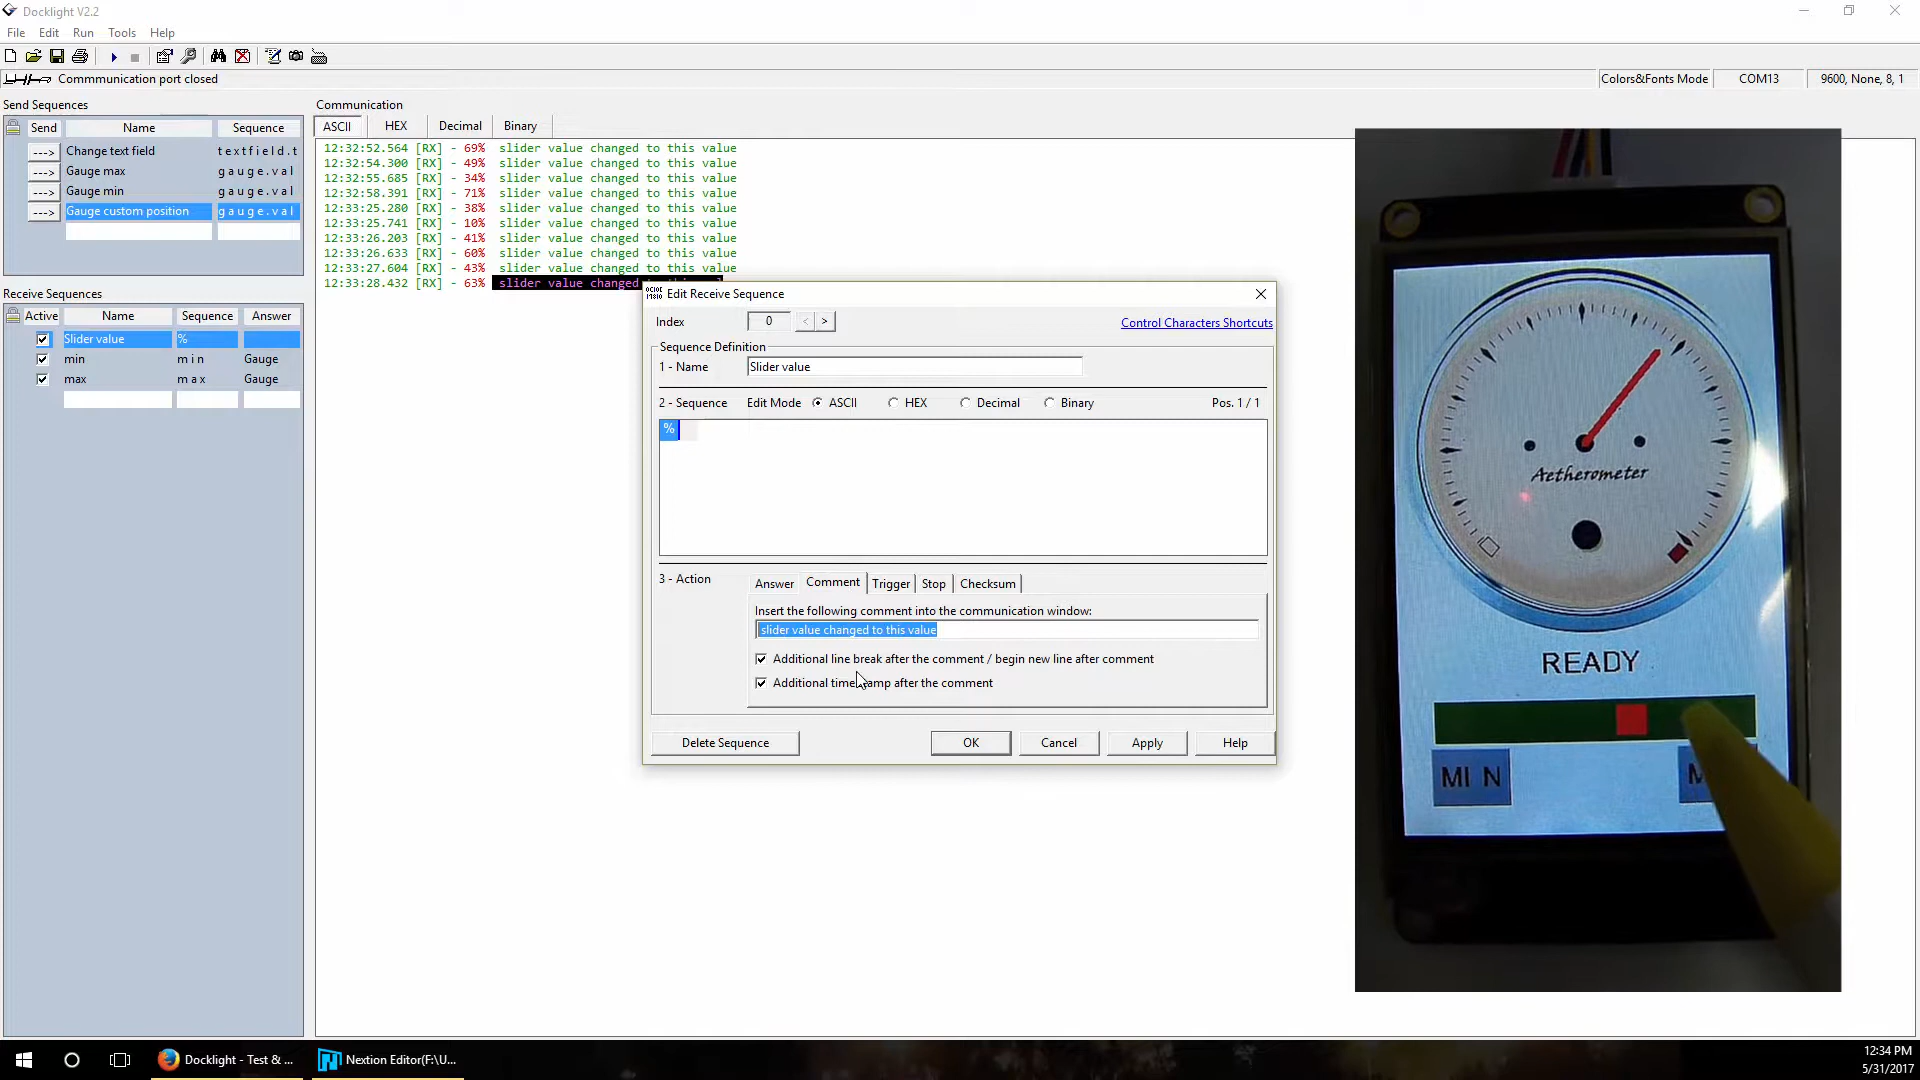 Docklight V2.2
File Edit Run Tools Help
Commmunication port closed
Colors&Fonts Mode COM13 9600, None, 8, 1
Send Sequences
Send Name Sequence
---> Change text field textfield.t
---> Gauge max gauge.val
---> Gauge min gauge.val
---> Gauge custom position gauge.val
Receive Sequences
Active Name Sequence Answer
Slider value %
min min Gauge
max max Gauge
Communication
ASCII HEX Decimal Binary
12:32:52.564 [RX] - 69% slider value changed to this value
12:32:54.300 [RX] - 49% slider value changed to this value
12:32:55.685 [RX] - 34% slider value changed to this value
12:32:58.391 [RX] - 71% slider value changed to this value
12:33:25.280 [RX] - 38% slider value changed to this value
12:33:25.741 [RX] - 10% slider value changed to this value
12:33:26.203 [RX] - 41% slider value changed to this value
12:33:26.633 [RX] - 60% slider value changed to this value
12:33:27.604 [RX] - 43% slider value changed to this value
12:33:28.432 [RX] - 63% slider value changed
Edit Receive Sequence
Index 0 < > Control Characters Shortcuts
Sequence Definition
1 - Name Slider value
2 - Sequence Edit Mode ASCII HEX Decimal Binary Pos. 1 / 1
%
3 - Action Answer Comment Trigger Stop Checksum
Insert the following comment into the communication window:
slider value changed to this value
Additional line break after the comment / begin new line after comment
Additional time amp after the comment
Delete Sequence OK Cancel Apply Help
Aetherometer
READY
MIN M
Docklight - Test & ... Nextion Editor(F:\U...
12:34 PM
5/31/2017